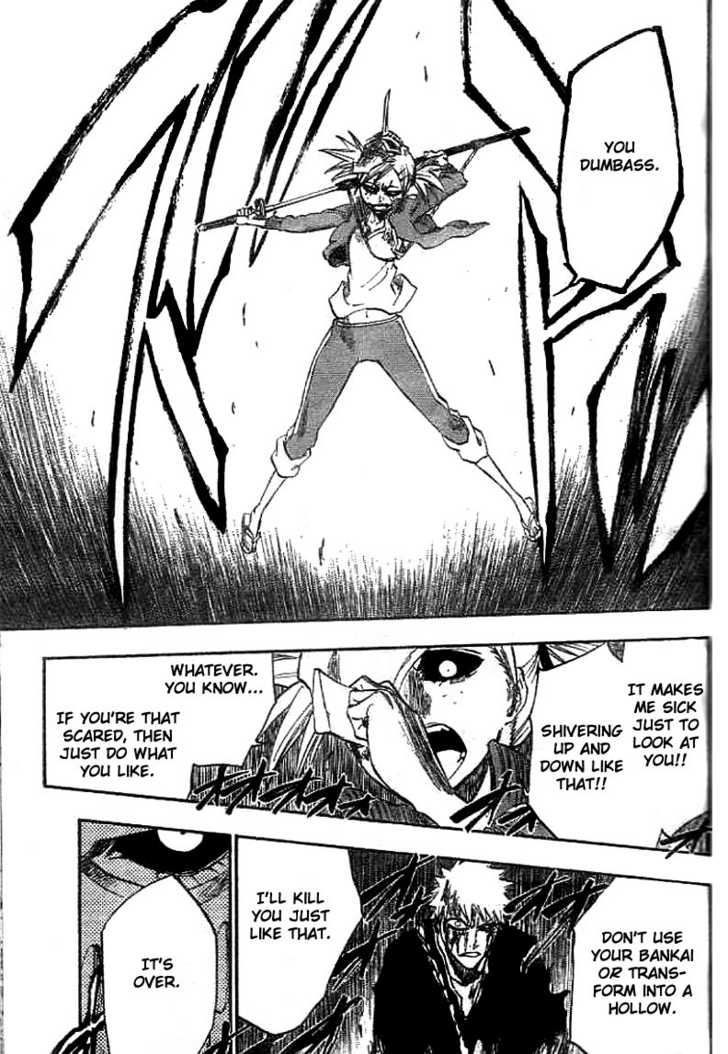 YOU
DUMBASS.
IT MAKES
ME SICK
JUST TO
LOOK AT
YOU!!
SHIVERING
UP AND
DOWN LIKE
THAT!!
WHATEVER.
YOU KNOW...
IF YOU'RE THAT
SCARED, THEN
JUST DO WHAT
YOU LIKE.
DON'T USE
YOUR BANKAI
OR TRANS-
FORM INTO A
HOLLOW.
I'LL KILL
YOU JUST
LIKE THAT.
IT'S
OVER.